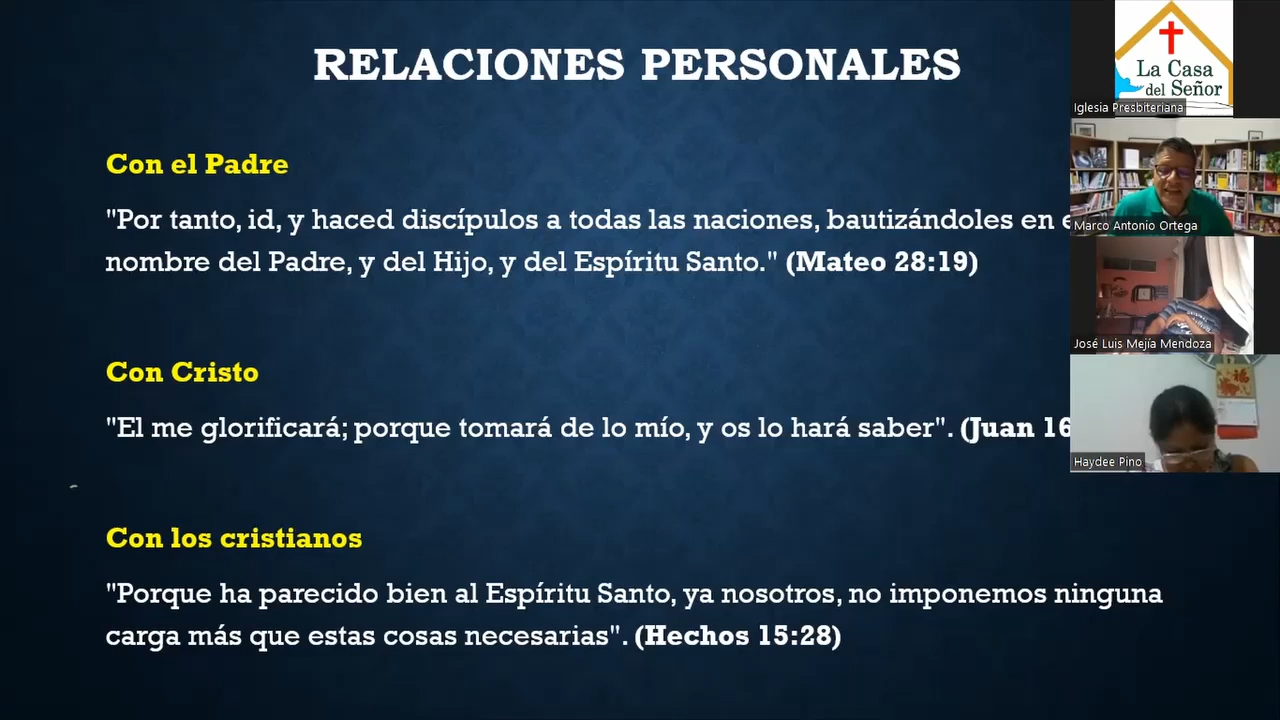 RELACIONES PERSONALES
Con el Padre
"Por tanto, id, y haced discípulos a todas las naciones, bautizándoles en
nombre del Padre, y del Hijo, y del Espíritu Santo." (Mateo 28:19)
Con Cristo
"El me glorificará; porque tomará de lo mío, y os lo hará saber". (Juan 16
Con los cristianos
"Porque ha parecido bien al Espíritu Santo, ya nosotros, no imponemos ninguna
carga más que estas cosas necesarias". (Hechos 15:28)
La Casa
del Señor
Iglesia Presbiteriana
Marco Antonio Ortega
José Luis Mejía Mendoza
Haydee Pino